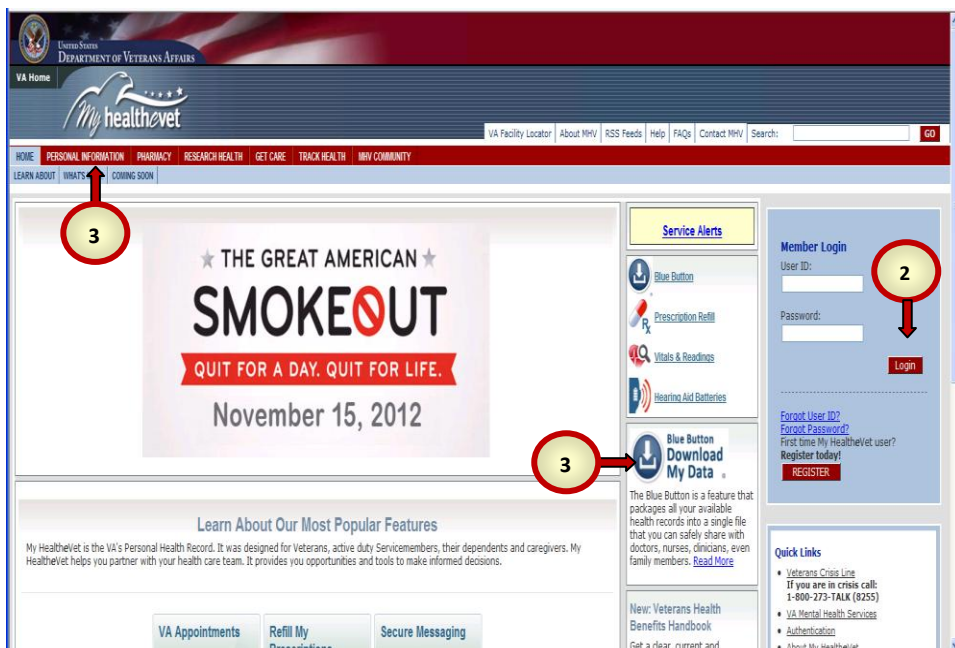 UNITED STATES
DEPARTMENT OF VETERANS AFFAIRS
VA Home
My healthevet
VA Facility Locator About MHV RSS Feeds Help FAQs Contact MHV Search: GO
HOME PERSONAL INFORMATION PHARMACY RESEARCH HEALTH GET CARE TRACK HEALTH MHV COMMUNITY
LEARN ABOUT WHAT'S COMING SOON
3
THE GREAT AMERICAN
SMOKEOUT
QUIT FOR A DAY. QUIT FOR LIFE.
November 15, 2012
Learn About Our Most Popular Features
My HealtheVet is the VA's Personal Health Record. It was designed for Veterans, active duty Servicemembers, their dependents and caregivers. My
HealtheVet helps you partner with your health care team. It provides you opportunities and tools to make informed decisions.
VA Appointments
Refill My
Prescriptions
Secure Messaging
Service Alerts
Blue Button
Rx Prescription Refill
Vitals & Readings
Hearing Aid Batteries
3
Blue Button
Download
My Data
The Blue Button is a feature that
packages all your available
health records into a single file
that you can safely share with
doctors, nurses, clinicians, even
family members. Read More
New: Veterans Health
Benefits Handbook
Get a clear, current and
Member Login
User ID:
2
Password:
Login
Forgot User ID?
Forgot Password?
First time My HealtheVet user?
Register today!
REGISTER
Quick Links
Veterans Crisis Line
If you are in crisis call:
1-800-273-TALK (8255)
VA Mental Health Services
Authentication
About My HealtheVet